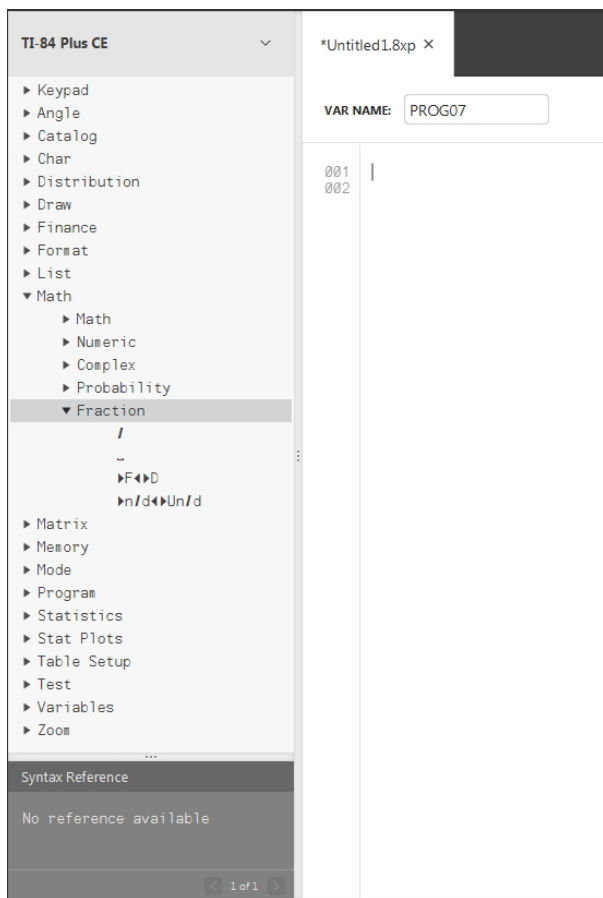 TI-84 Plus CE
*Untitled1.8xp ×
VAR NAME: PROG07
▶ Keypad
▶ Angle
▶ Catalog
▶ Char
▶ Distribution
▶ Draw
▶ Finance
▶ Format
▶ List
▼ Math
▶ Math
▶ Numeric
▶ Complex
▶ Probability
▼ Fraction
/
⎵
▶F◀▶D
▶n/d◀▶Un/d
▶ Matrix
▶ Memory
▶ Mode
▶ Program
▶ Statistics
▶ Stat Plots
▶ Table Setup
▶ Test
▶ Variables
▶ Zoom
001
002
Syntax Reference
No reference available
1 of 1